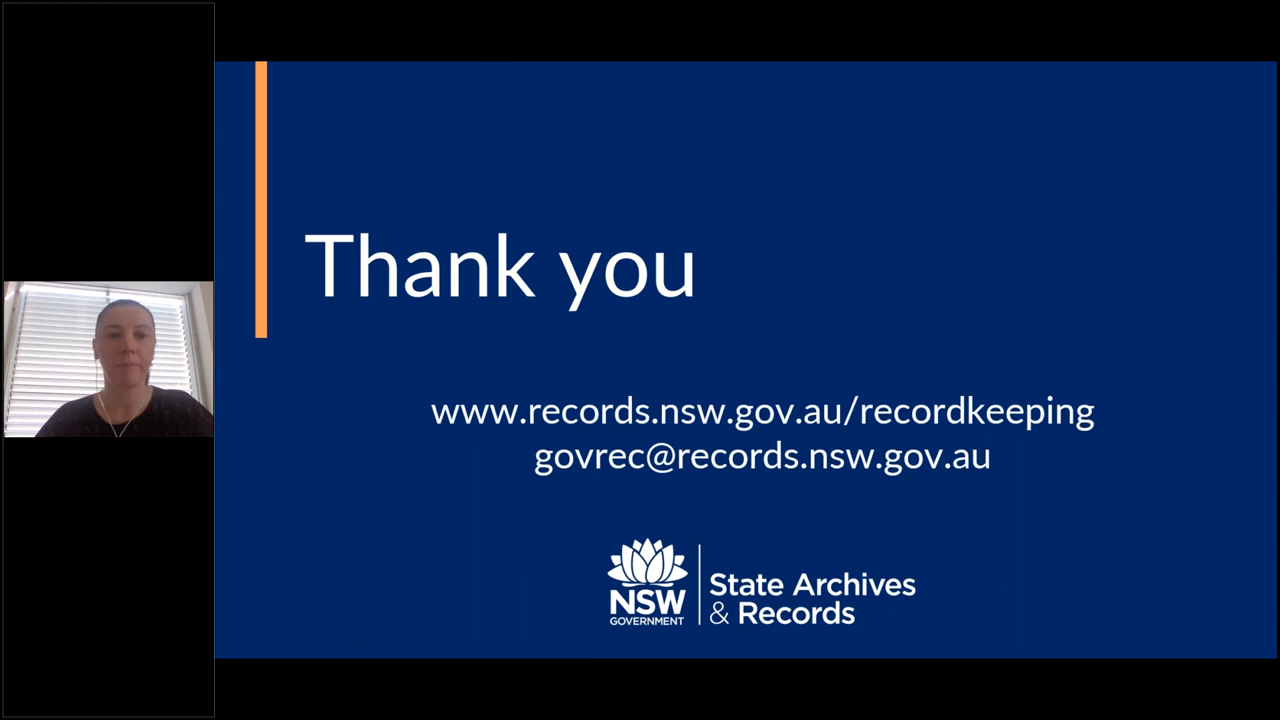 Thank you
www.records.nsw.gov.au/recordkeeping
govrec@records.nsw.gov.au
NSW
GOVERNMENT
State Archives
& Records